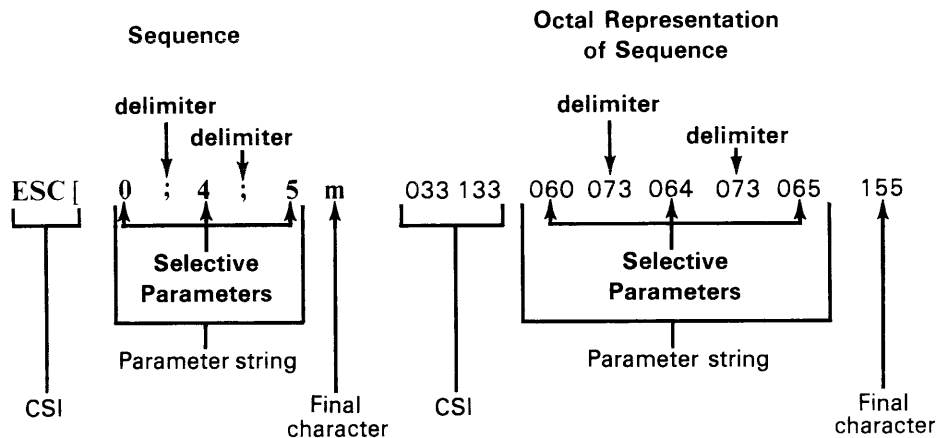 Sequence
Octal Representation
of Sequence
delimiter
delimiter
delimiter
delimiter
ESC[ 0 ; 4 ; 5 m
033 133 060 073 064 073 065 155
Selective
Parameters
Selective
Parameters
Parameter string
Parameter string
CSI
Final
character
CSI
Final
character